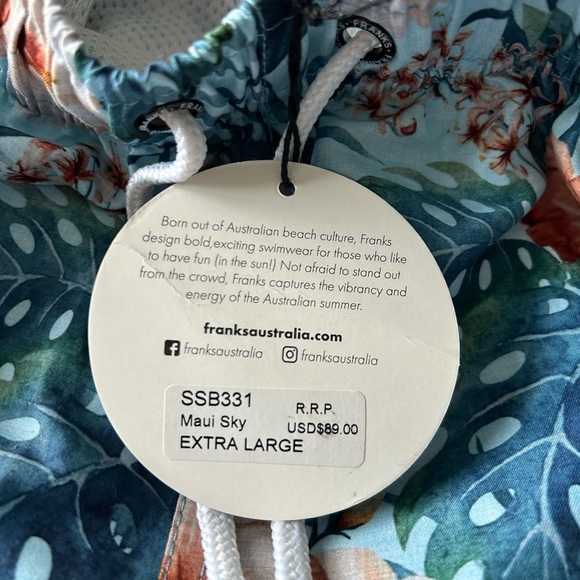 FRANKS
FRANKS
Born out of Australian beach culture, Franks
design bold,exciting swimwear for those who like
to have fun (in the sun!) Not afraid to stand out
from the crowd, Franks captures the vibrancy and
energy of the Australian summer.
franksaustralia.com
franksaustralia franksaustralia
SSB331 R.R.P.
Maui Sky USD$89.00
EXTRA LARGE